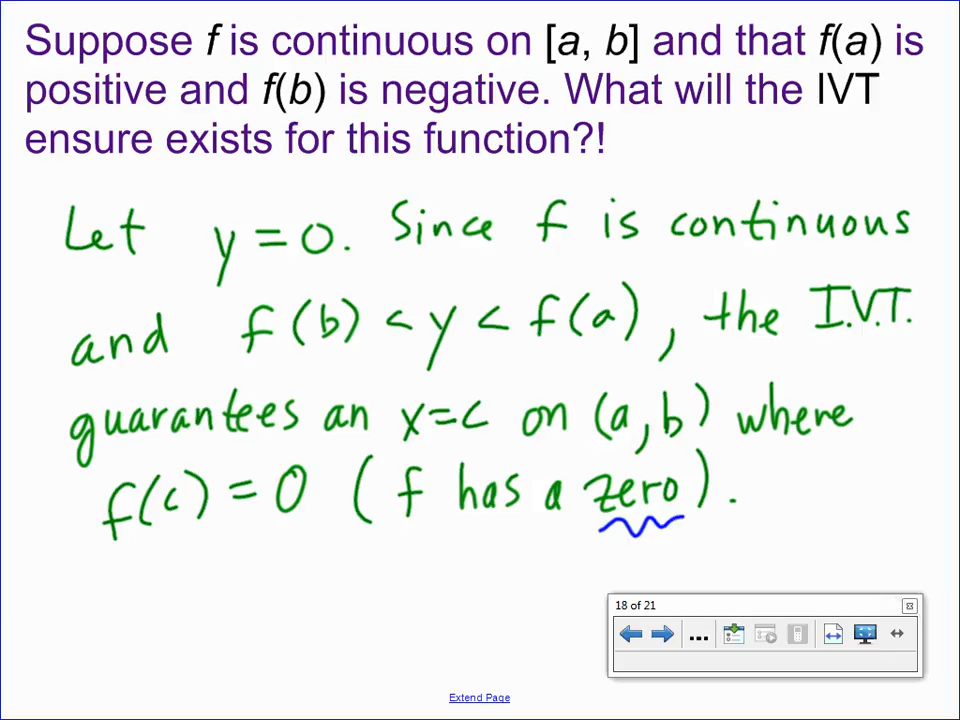 Suppose f is continuous on [a, b] and that f(a) is
positive and f(b) is negative. What will the IVT
ensure exists for this function?!
Let y = 0. Since f is continuous
and f(b) < y < f(a), the I.V.T.
guarantees an x=c on (a,b) where
f(c) = 0 (f has a zero).
18 of 21
...
Extend Page